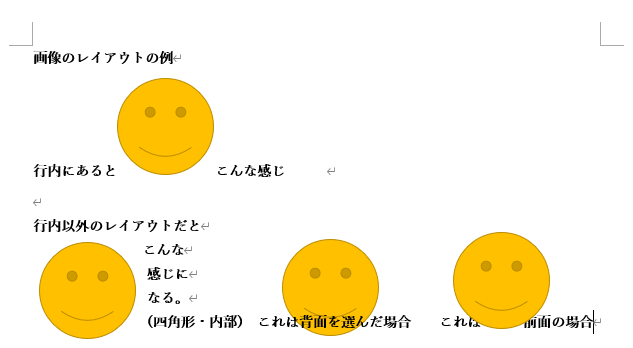 画像のレイアウトの例
行内にあると こんな感じ
行内以外のレイアウトだと
こんな
感じに
なる。
(四角形・内部) これは背面を選んだ場合 これは 前面の場合